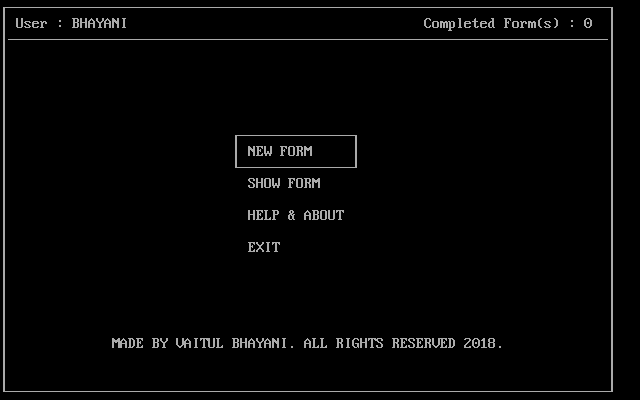 User : BHAYANI Completed Form(s) : 0
NEW FORM
SHOW FORM
HELP & ABOUT
EXIT
MADE BY VAITUL BHAYANI. ALL RIGHTS RESERVED 2018.